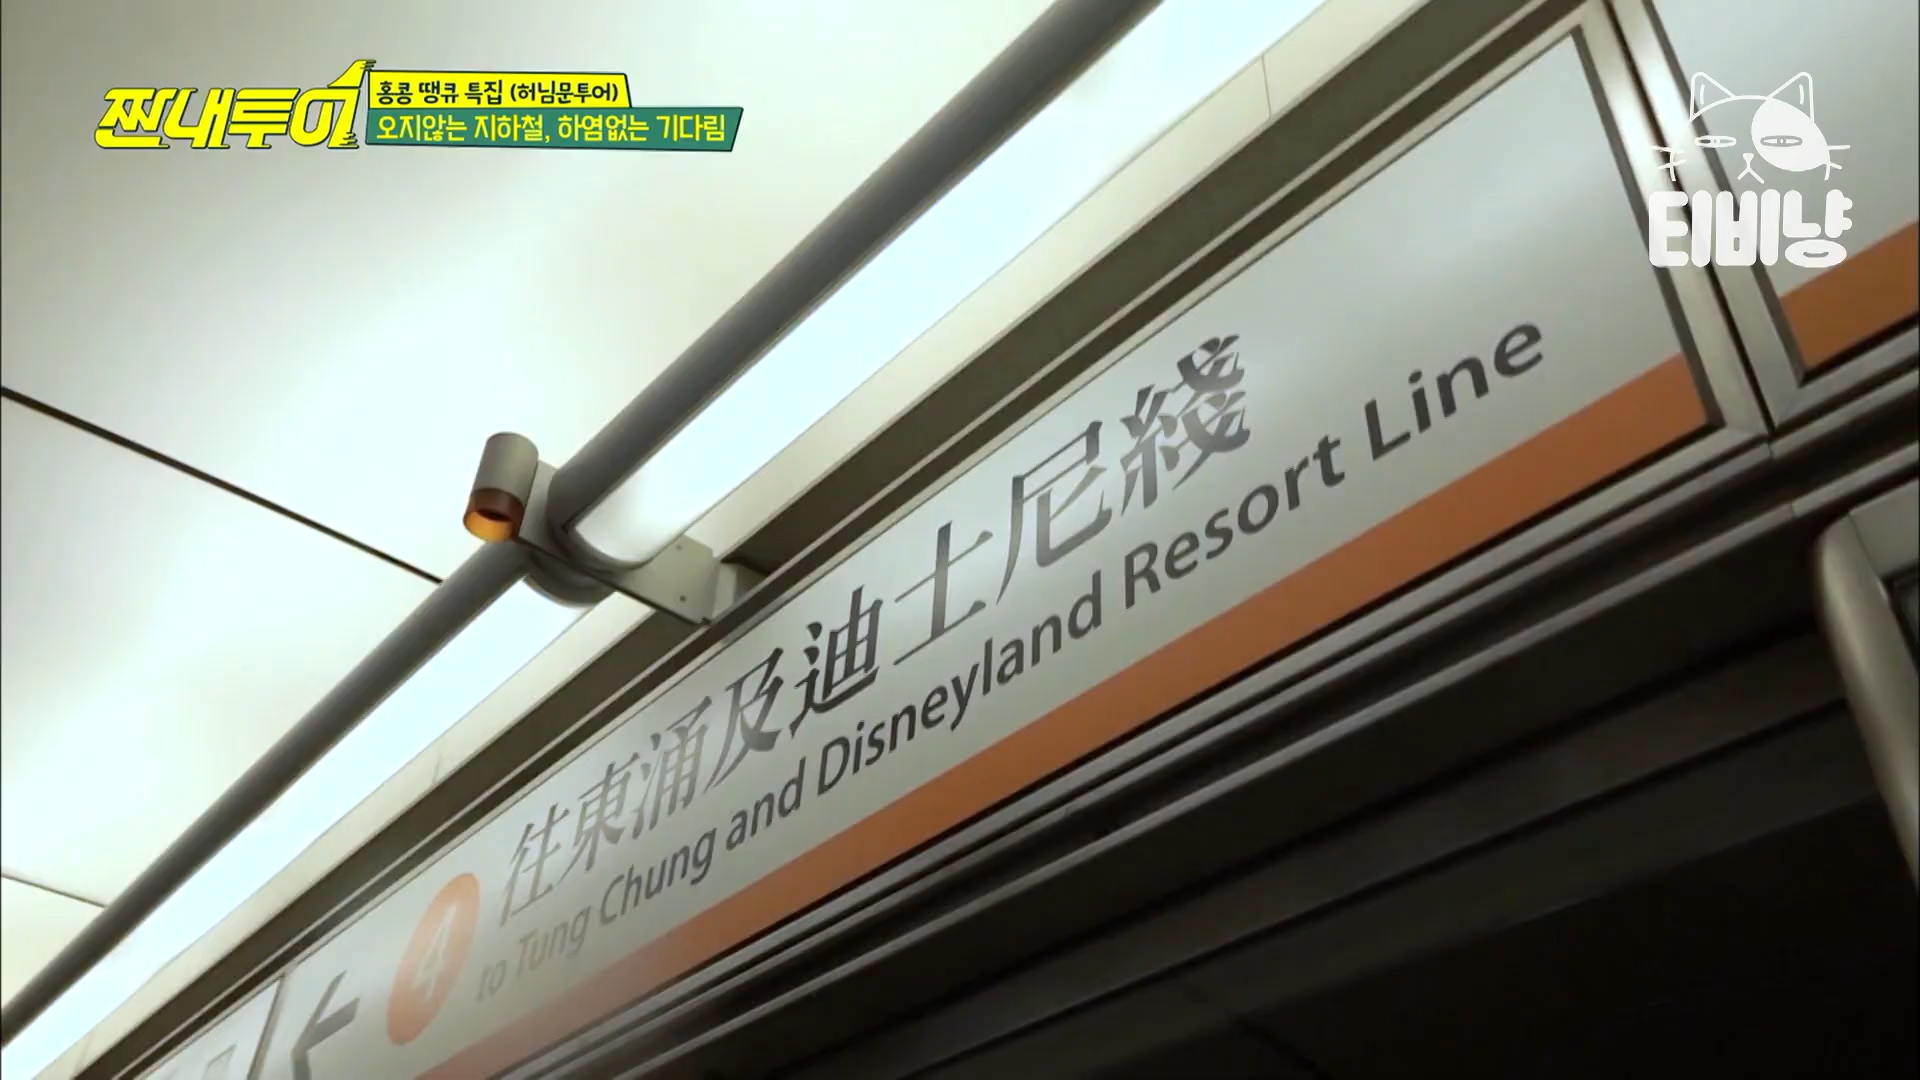 짠내투어
홍콩 땡큐 특집 (허님문투어)
오지않는 지하철, 하염없는 기다림
티비냥
往東涌及迪士尼綫
to Tung Chung and Disneyland Resort Line
← 4